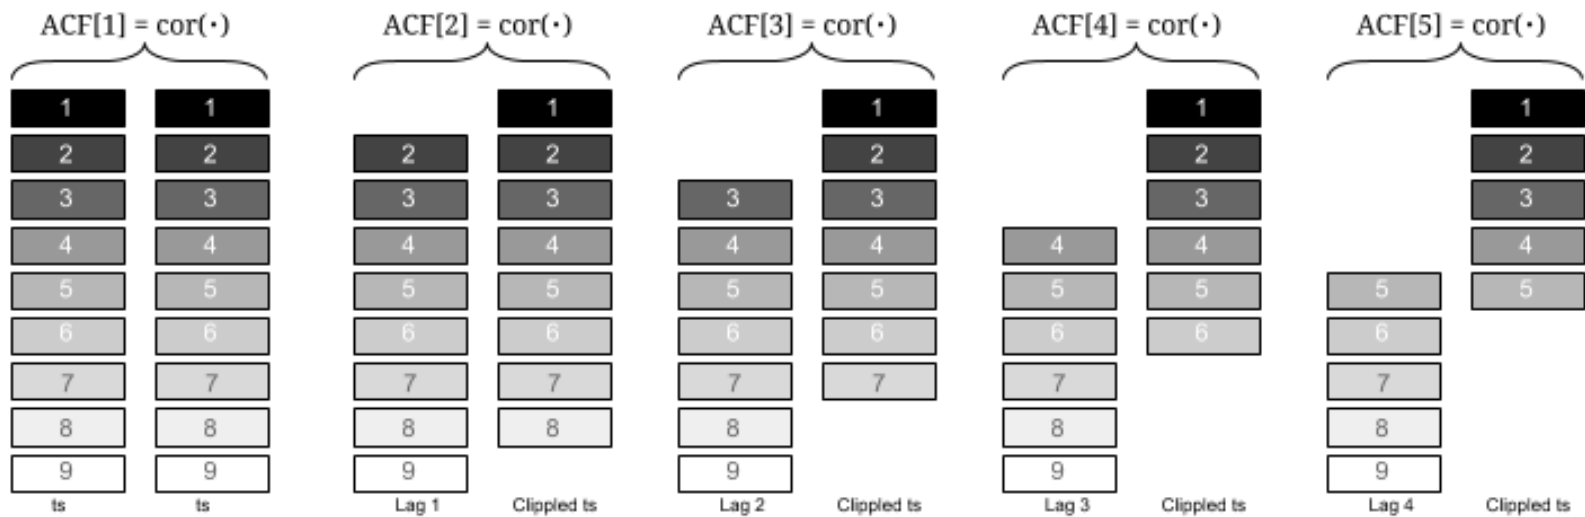 ACF[1] = cor(·) ACF[2] = cor(·) ACF[3] = cor(·) ACF[4] = cor(·) ACF[5] = cor(·)
1 1 1 1 1 1
2 2 2 2 2 2 2
3 3 3 3 3 3 3 3
4 4 4 4 4 4 4 4 4
5 5 5 5 5 5 5 5 5 5
6 6 6 6 6 6 6 6 6
7 7 7 7 7 7 7 7
8 8 8 8 8 8 8
9 9 9 9 9 9
ts ts Lag 1 Clippled ts Lag 2 Clippled ts Lag 3 Clippled ts Lag 4 Clippled ts